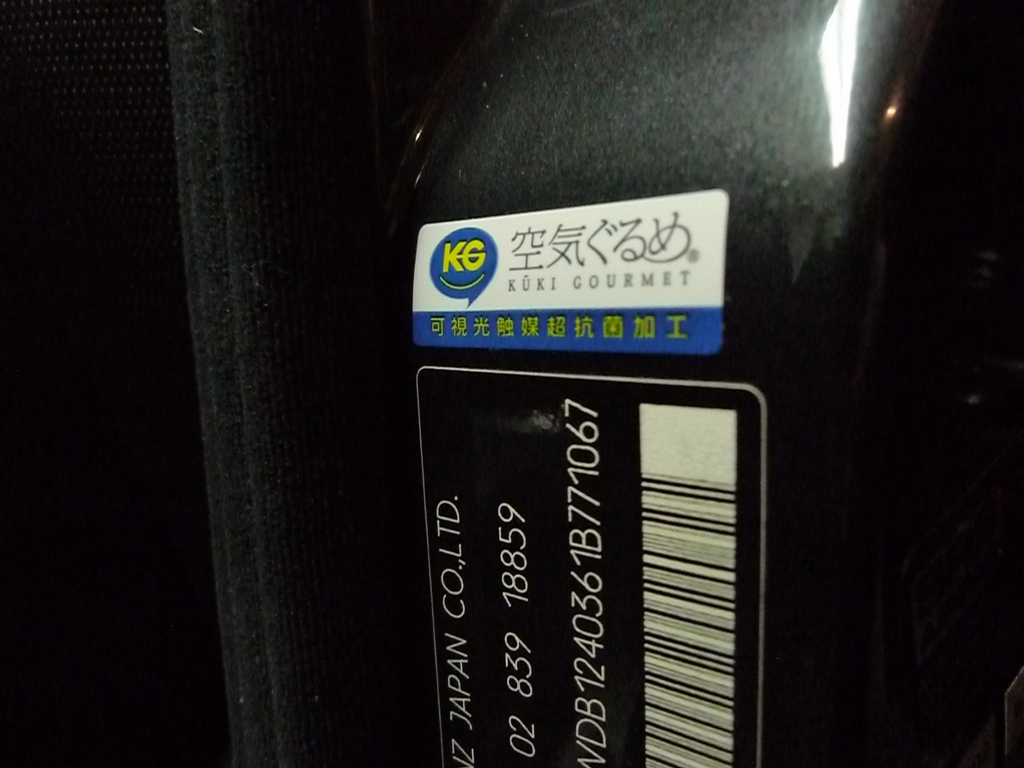 KG
空気ぐるめ®
KŪKI GOURMET
可視光触媒超抗菌加工
NZ JAPAN CO.,LTD.
02 839 18859
WDB1240361B771067